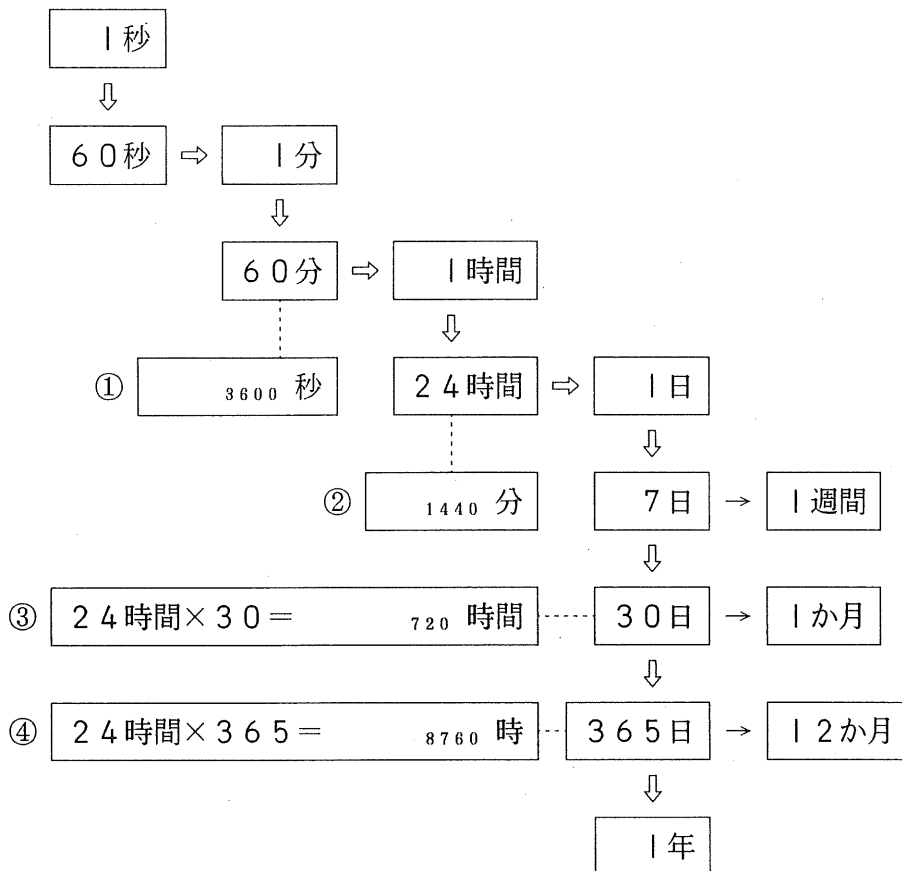 1秒
⇩
60秒 ⇨ 1分
⇩
60分 ⇨ 1時間
⇩
① 3600 秒 24時間 ⇨ 1日
⇩
② 1440 分 7日 → 1週間
⇩
③ 24時間×30= 720 時間 30日 → 1か月
⇩
④ 24時間×365= 8760 時 365日 → 12か月
⇩
1年